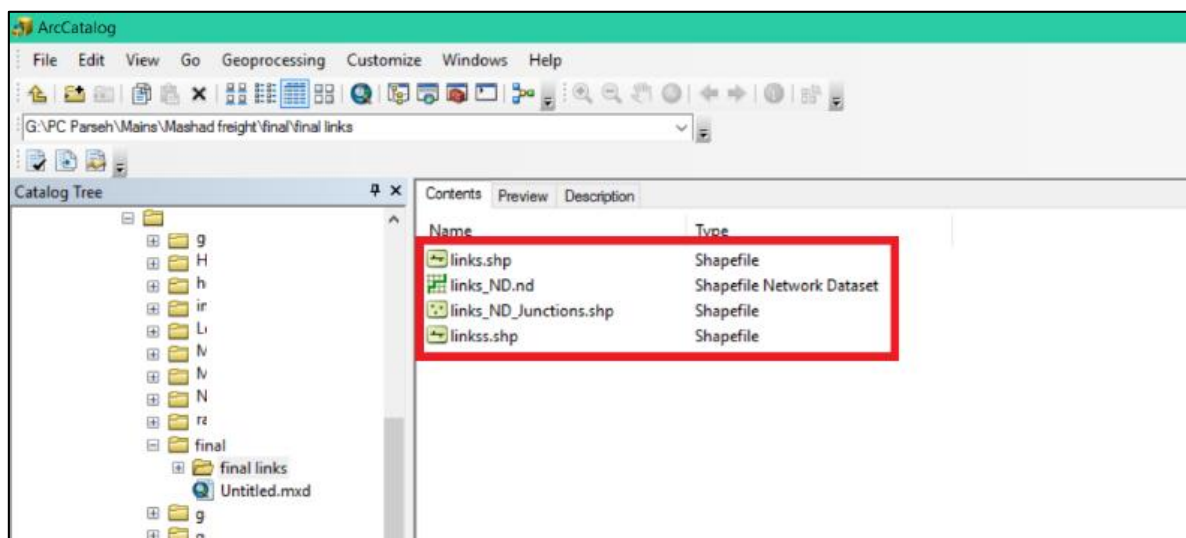 ArcCatalog
File Edit View Go Geoprocessing Customize Windows Help
G:\PC Parseh\Mains\Mashad freight\final\final links
Catalog Tree
Contents Preview Description
Name Type
links.shp Shapefile
links_ND.nd Shapefile Network Dataset
links_ND_Junctions.shp Shapefile
linkss.shp Shapefile
g
H
h
M
N
final
final links
Untitled.mxd
g